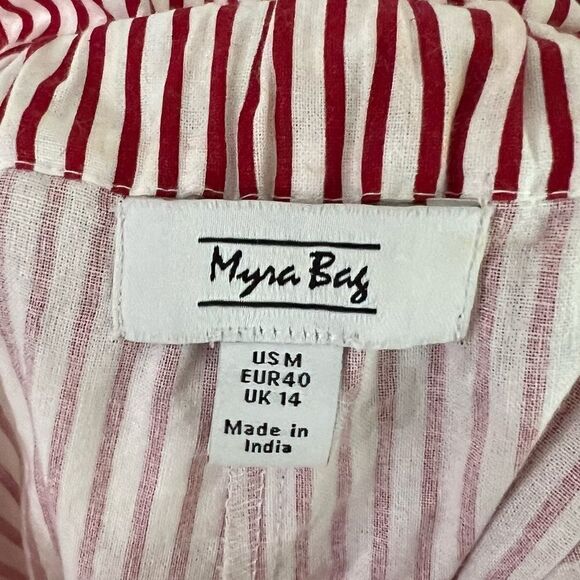 Myra Bag
US M
EUR40
UK 14
Made in
India